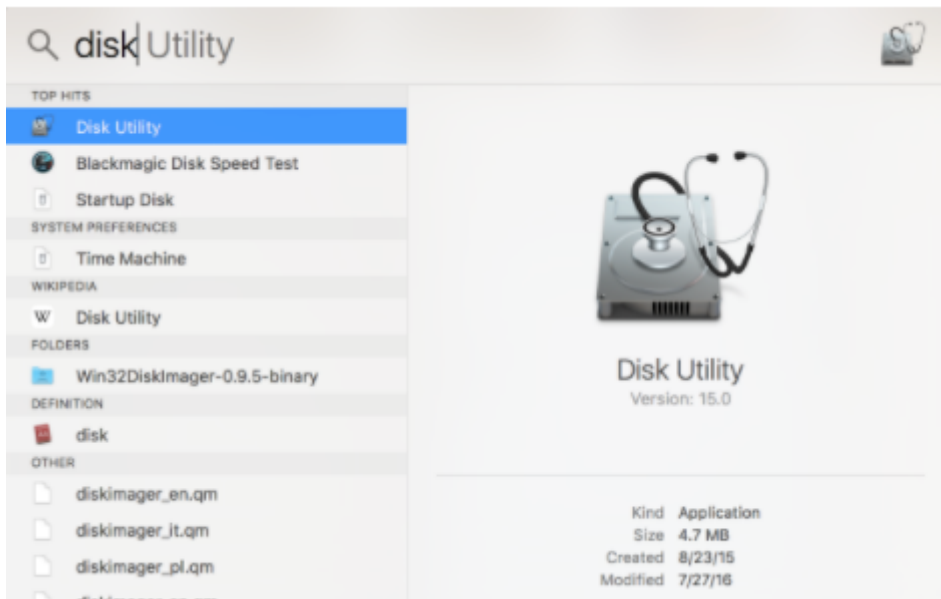 disk Utility
TOP HITS
Disk Utility
Blackmagic Disk Speed Test
Startup Disk
SYSTEM PREFERENCES
Time Machine
WIKIPEDIA
W Disk Utility
FOLDERS
Win32DiskImager-0.9.5-binary
DEFINITION
disk
OTHER
diskimager_en.qm
diskimager_it.qm
diskimager_pl.qm
Disk Utility
Version: 15.0
Kind Application
Size 4.7 MB
Created 8/23/15
Modified 7/27/16